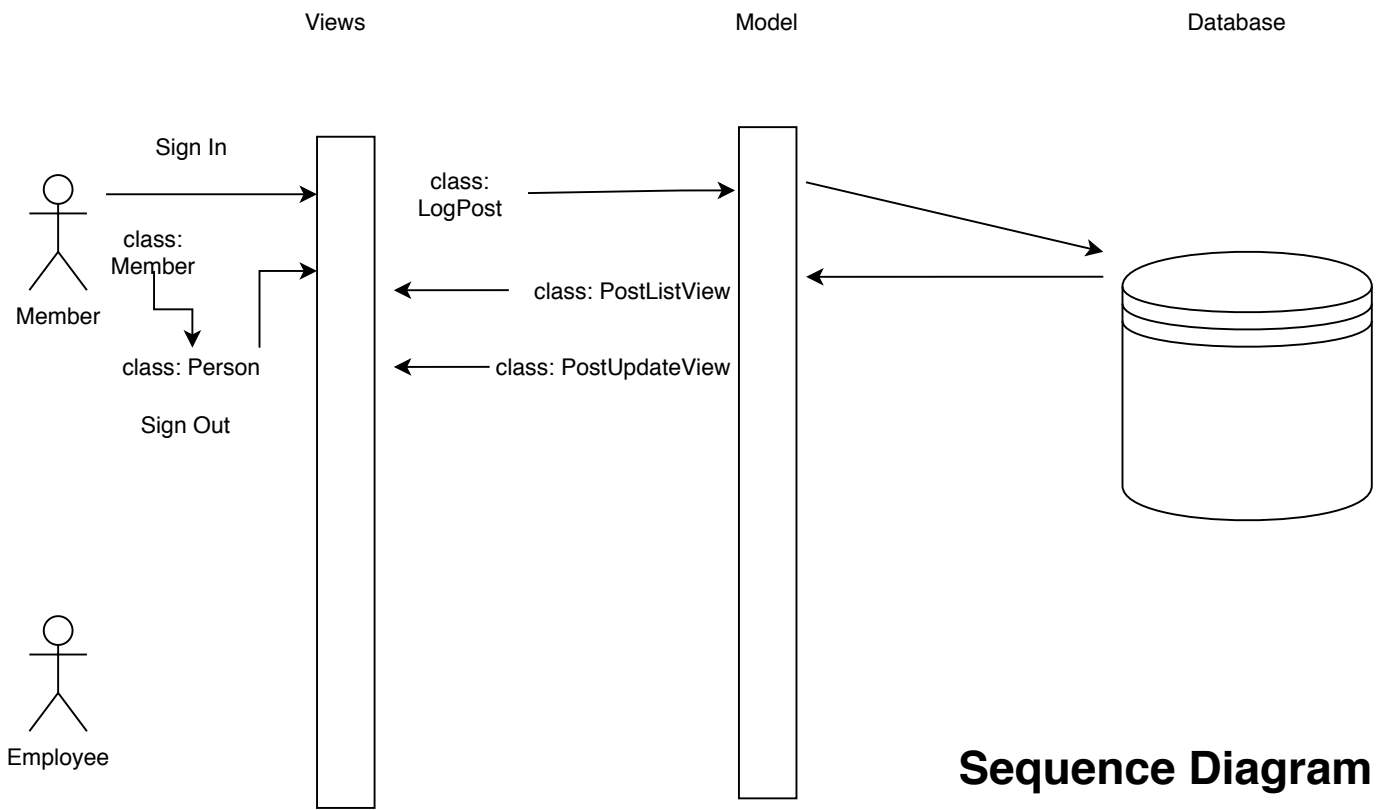 Views
Model
Database
Sign In
class:
LogPost
class:
Member
Member
class: PostListView
class: Person
class: PostUpdateView
Sign Out
Employee
Sequence Diagram